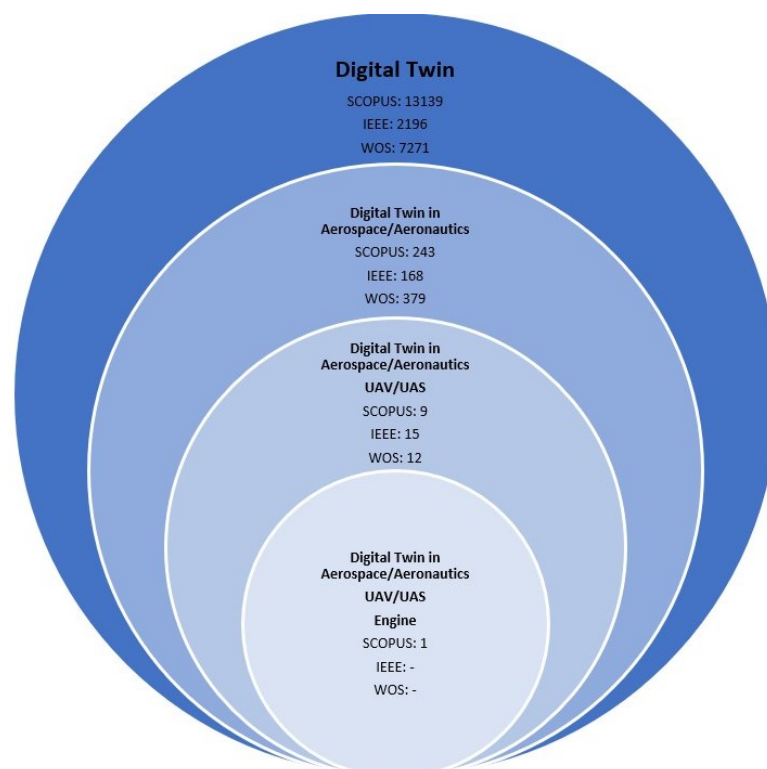 Digital Twin
SCOPUS: 13139
IEEE: 2196
WOS: 7271
Digital Twin in
Aerospace/Aeronautics
SCOPUS: 243
IEEE: 168
WOS: 379
Digital Twin in
Aerospace/Aeronautics
UAV/UAS
SCOPUS: 9
IEEE: 15
WOS: 12
Digital Twin in
Aerospace/Aeronautics
UAV/UAS
Engine
SCOPUS: 1
IEEE: -
WOS: -